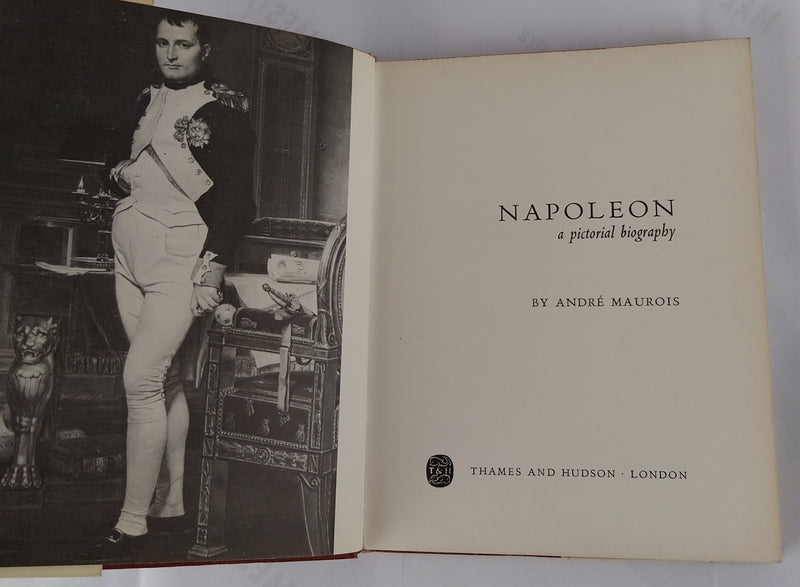 NAPOLEON
a pictorial biography
BY ANDRÉ MAUROIS
T & H
THAMES AND HUDSON · LONDON